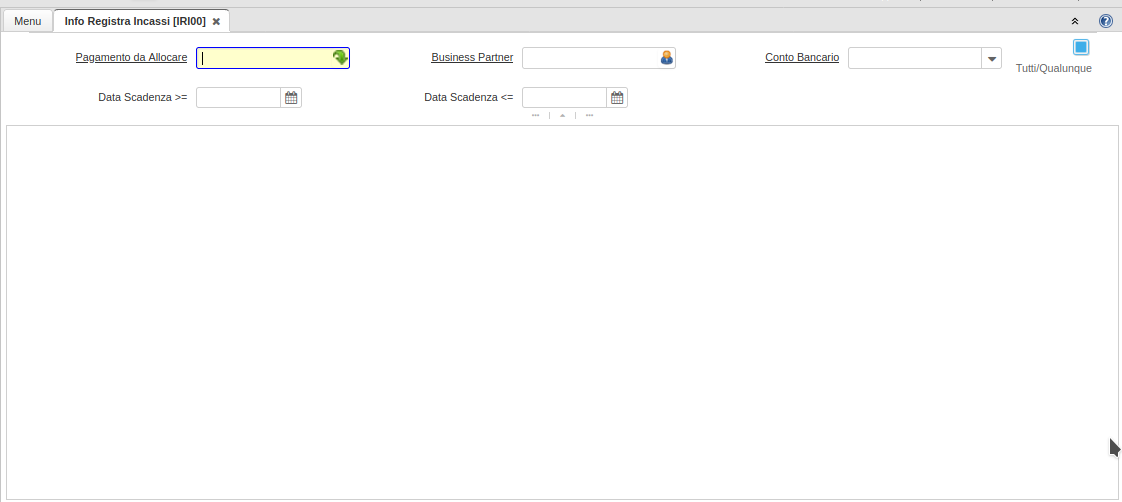 Menu
Info Registra Incassi [IRI00]
Pagamento da Allocare
Business Partner
Conto Bancario
Tutti/Qualunque
Data Scadenza >=
Data Scadenza <=